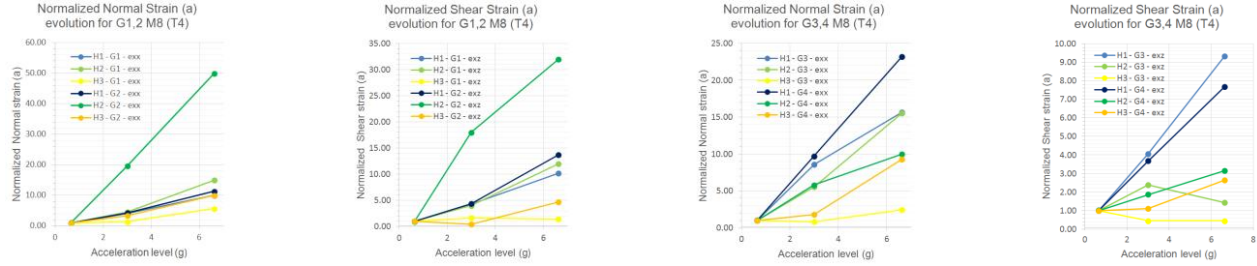 Normalized Normal Strain (a)
evolution for G1,2 M8 (T4)
60.00
50.00
40.00
30.00
20.00
10.00
0.00
Normalized Normal strain (a)
H1 - G1 - exx
H2 - G1 - exx
H3 - G1 - exx
H1 - G2 - exx
H2 - G2 - exx
H3 - G2 - exx
0 2 4 6
Acceleration level (g)
Normalized Shear Strain (a)
evolution for G1,2 M8 (T4)
35.00
30.00
25.00
20.00
15.00
10.00
5.00
0.00
Normalized Shear strain (a)
H1 - G1 - exz
H2 - G1 - exz
H3 - G1 - exz
H1 - G2 - exz
H2 - G2 - exz
H3 - G2 - exz
0 2 4 6
Acceleration level (g)
Normalized Normal Strain (a)
evolution for G3,4 M8 (T4)
25.00
20.00
15.00
10.00
5.00
0.00
Normalized Normal strain (a)
H1 - G3 - exx
H2 - G3 - exx
H3 - G3 - exx
H1 - G4 - exx
H2 - G4 - exx
H3 - G4 - exx
0 2 4 6
Acceleration level (g)
Normalized Shear Strain (a)
evolution for G3,4 M8 (T4)
10.00
9.00
8.00
7.00
6.00
5.00
4.00
3.00
2.00
1.00
0.00
Normalized Shear strain (a)
H1 - G3 - exz
H2 - G3 - exz
H3 - G3 - exz
H1 - G4 - exz
H2 - G4 - exz
H3 - G4 - exz
0 2 4 6 8
Acceleration level (g)